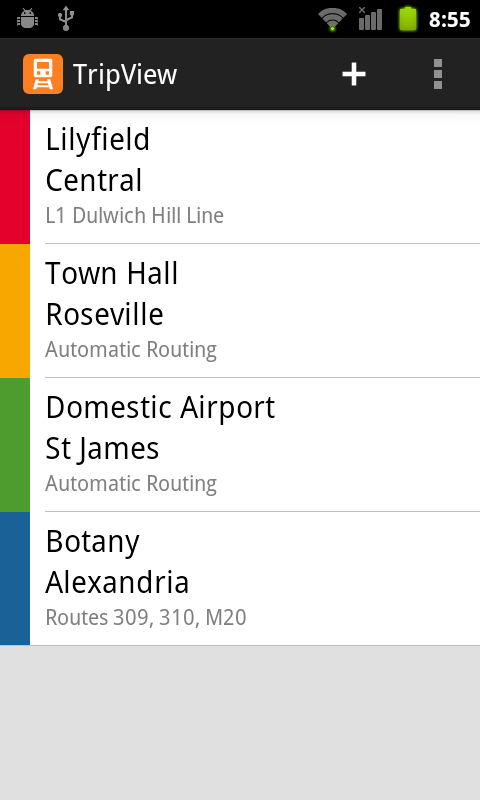 8:55
TripView
Lilyfield
Central
L1 Dulwich Hill Line
Town Hall
Roseville
Automatic Routing
Domestic Airport
St James
Automatic Routing
Botany
Alexandria
Routes 309, 310, M20